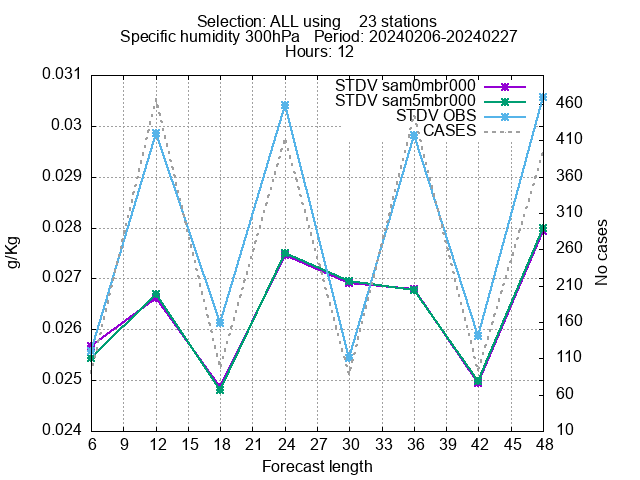 Selection: ALL using    23 stations
Specific humidity 300hPa   Period: 20240206-20240227
Hours: 12
STDV sam0mbr000
STDV sam5mbr000
STDV OBS
CASES
0.031
0.03
0.029
0.028
0.027
0.026
0.025
0.024
g/Kg
460
410
360
310
260
210
160
110
60
10
No cases
6 9 12 15 18 21 24 27 30 33 36 39 42 45 48
Forecast length